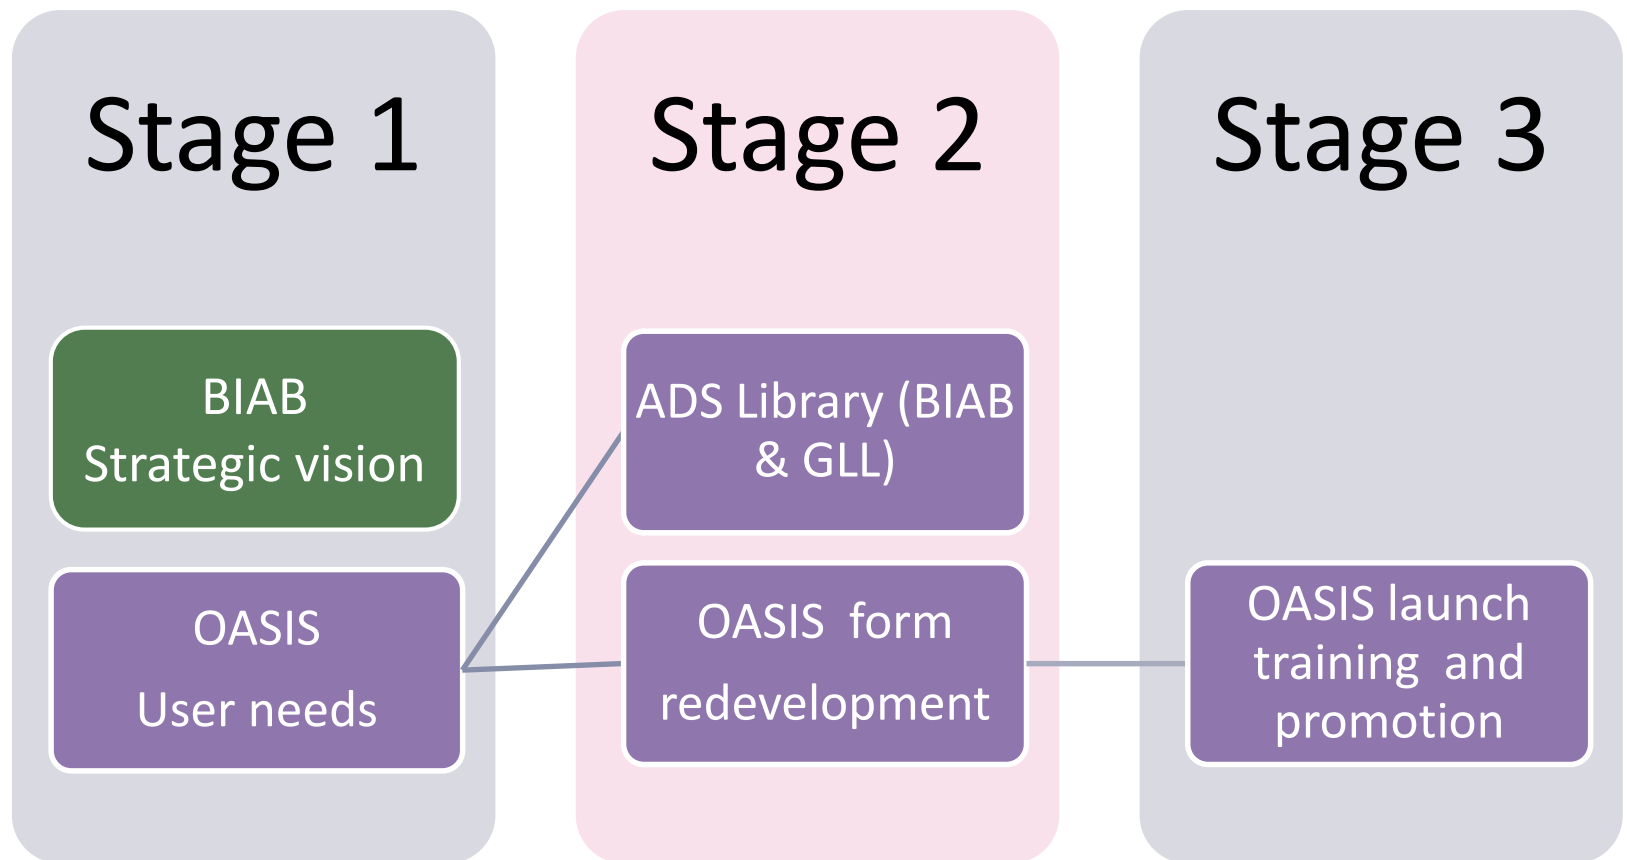 Stage 1
Stage 2
Stage 3
BIAB
Strategic vision
OASIS
User needs
ADS Library (BIAB
& GLL)
OASIS form
redevelopment
OASIS launch
training and
promotion